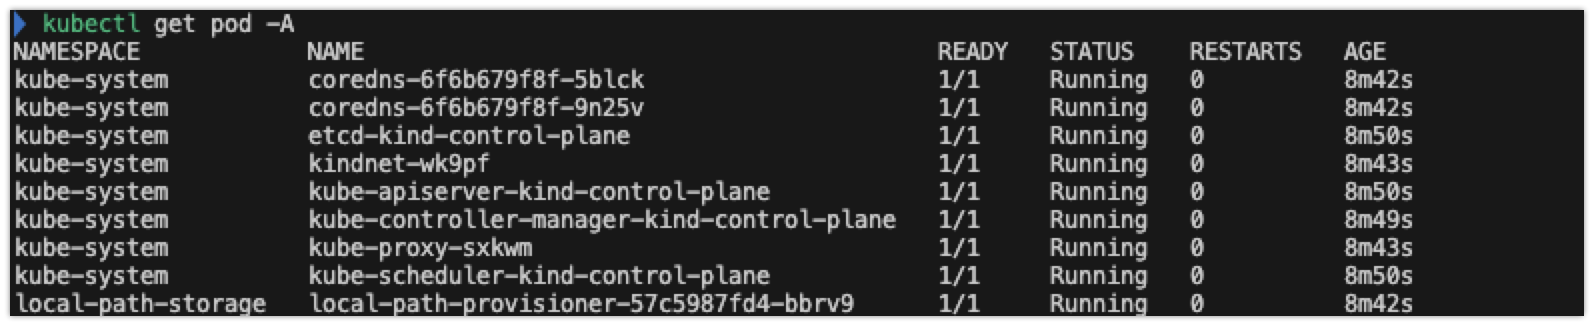 kubectl get pod -A
NAMESPACE NAME READY STATUS RESTARTS AGE
kube-system coredns-6f6b679f8f-5blck 1/1 Running 0 8m42s
kube-system coredns-6f6b679f8f-9n25v 1/1 Running 0 8m42s
kube-system etcd-kind-control-plane 1/1 Running 0 8m50s
kube-system kindnet-wk9pf 1/1 Running 0 8m43s
kube-system kube-apiserver-kind-control-plane 1/1 Running 0 8m50s
kube-system kube-controller-manager-kind-control-plane 1/1 Running 0 8m49s
kube-system kube-proxy-sxkwm 1/1 Running 0 8m43s
kube-system kube-scheduler-kind-control-plane 1/1 Running 0 8m50s
local-path-storage local-path-provisioner-57c5987fd4-bbrv9 1/1 Running 0 8m42s